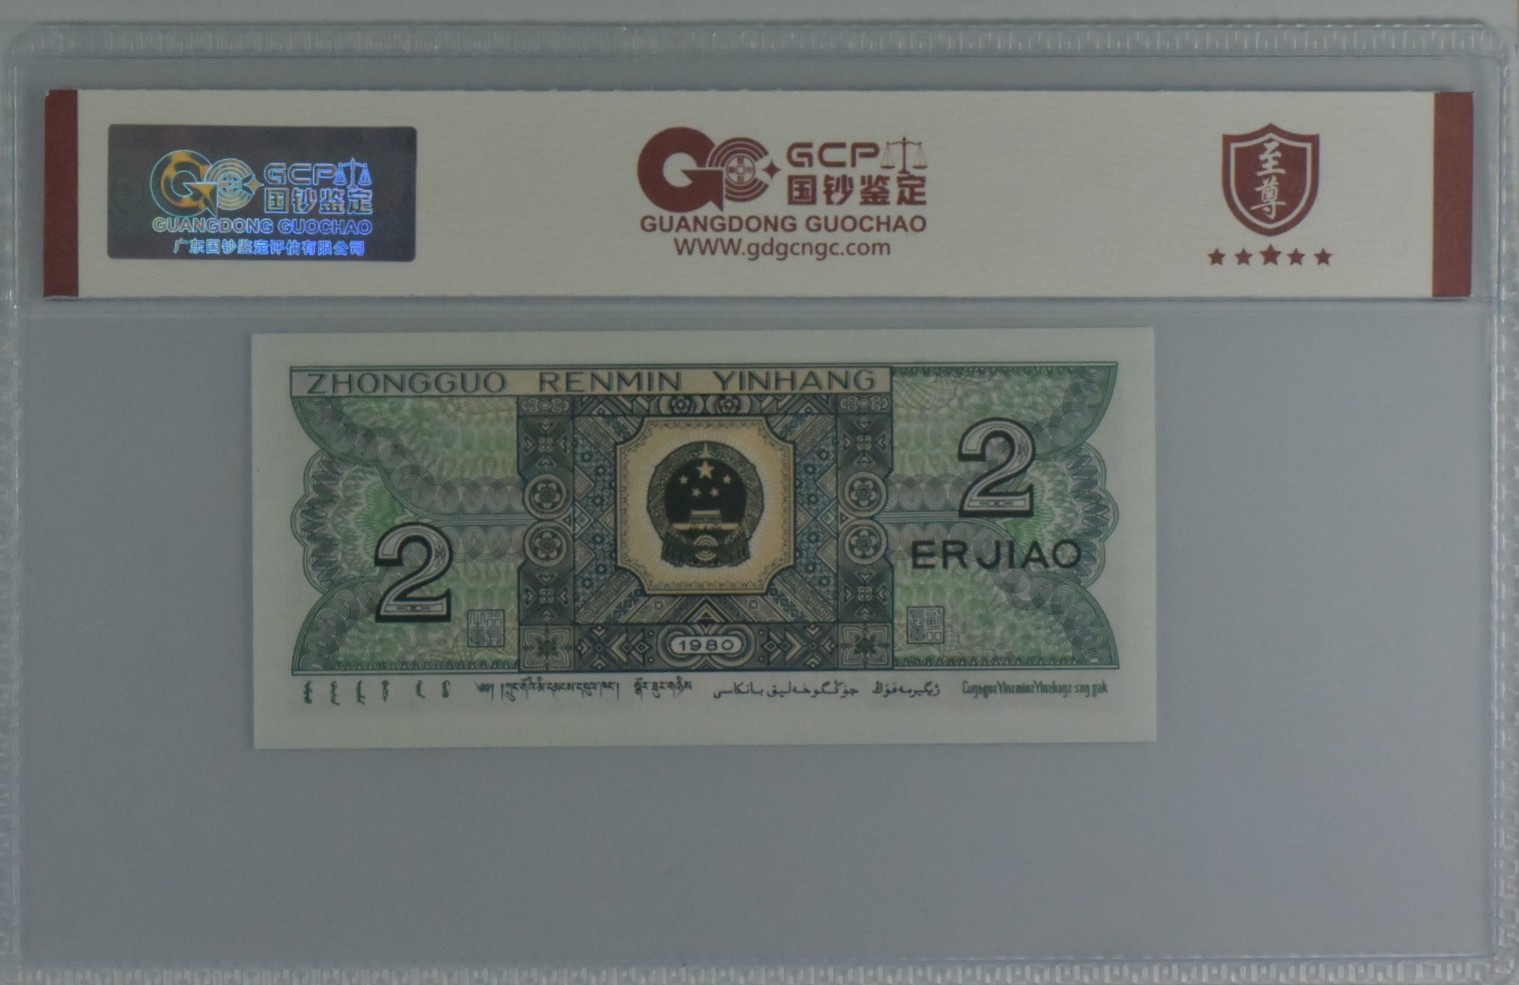 GCP
国钞鉴定
GUANGDONG GUOCHAO
广东国钞鉴定评估有限公司
GCP
国钞鉴定
GUANGDONG GUOCHAO
WWW.gdgcngc.com
至尊
ZHONGGUO RENMIN YINHANG
2
2
ERJIAO
1980
جۇڭگوخەلىق بانكاسى